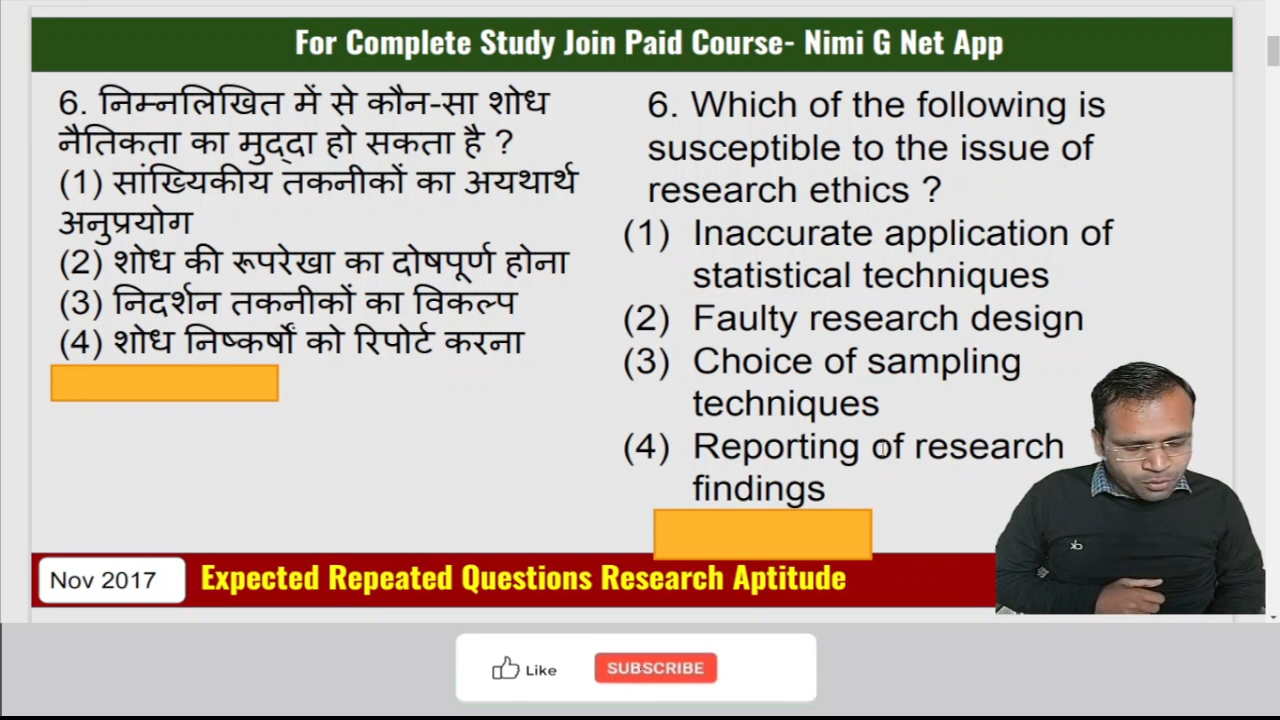 For Complete Study Join Paid Course- Nimi G Net App
6. निम्नलिखित में से कौन-सा शोध
नैतिकता का मुद्दा हो सकता है ?
(1) सांख्यिकीय तकनीकों का अयथार्थ
अनुप्रयोग
(2) शोध की रूपरेखा का दोषपूर्ण होना
(3) निदर्शन तकनीकों का विकल्प
(4) शोध निष्कर्षों को रिपोर्ट करना
6. Which of the following is
susceptible to the issue of
research ethics ?
(1) Inaccurate application of
statistical techniques
(2) Faulty research design
(3) Choice of sampling
techniques
(4) Reporting of research
findings
Nov 2017
Expected Repeated Questions Research Aptitude
Like
SUBSCRIBE